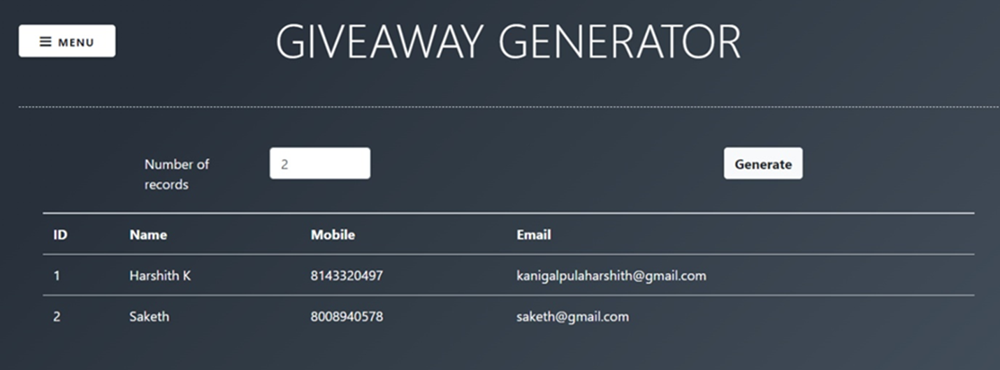 ☰ MENU
GIVEAWAY GENERATOR
Number of
records
2
Generate
ID Name Mobile Email
1 Harshith K 8143320497 kanigalpulaharshith@gmail.com
2 Saketh 8008940578 saketh@gmail.com